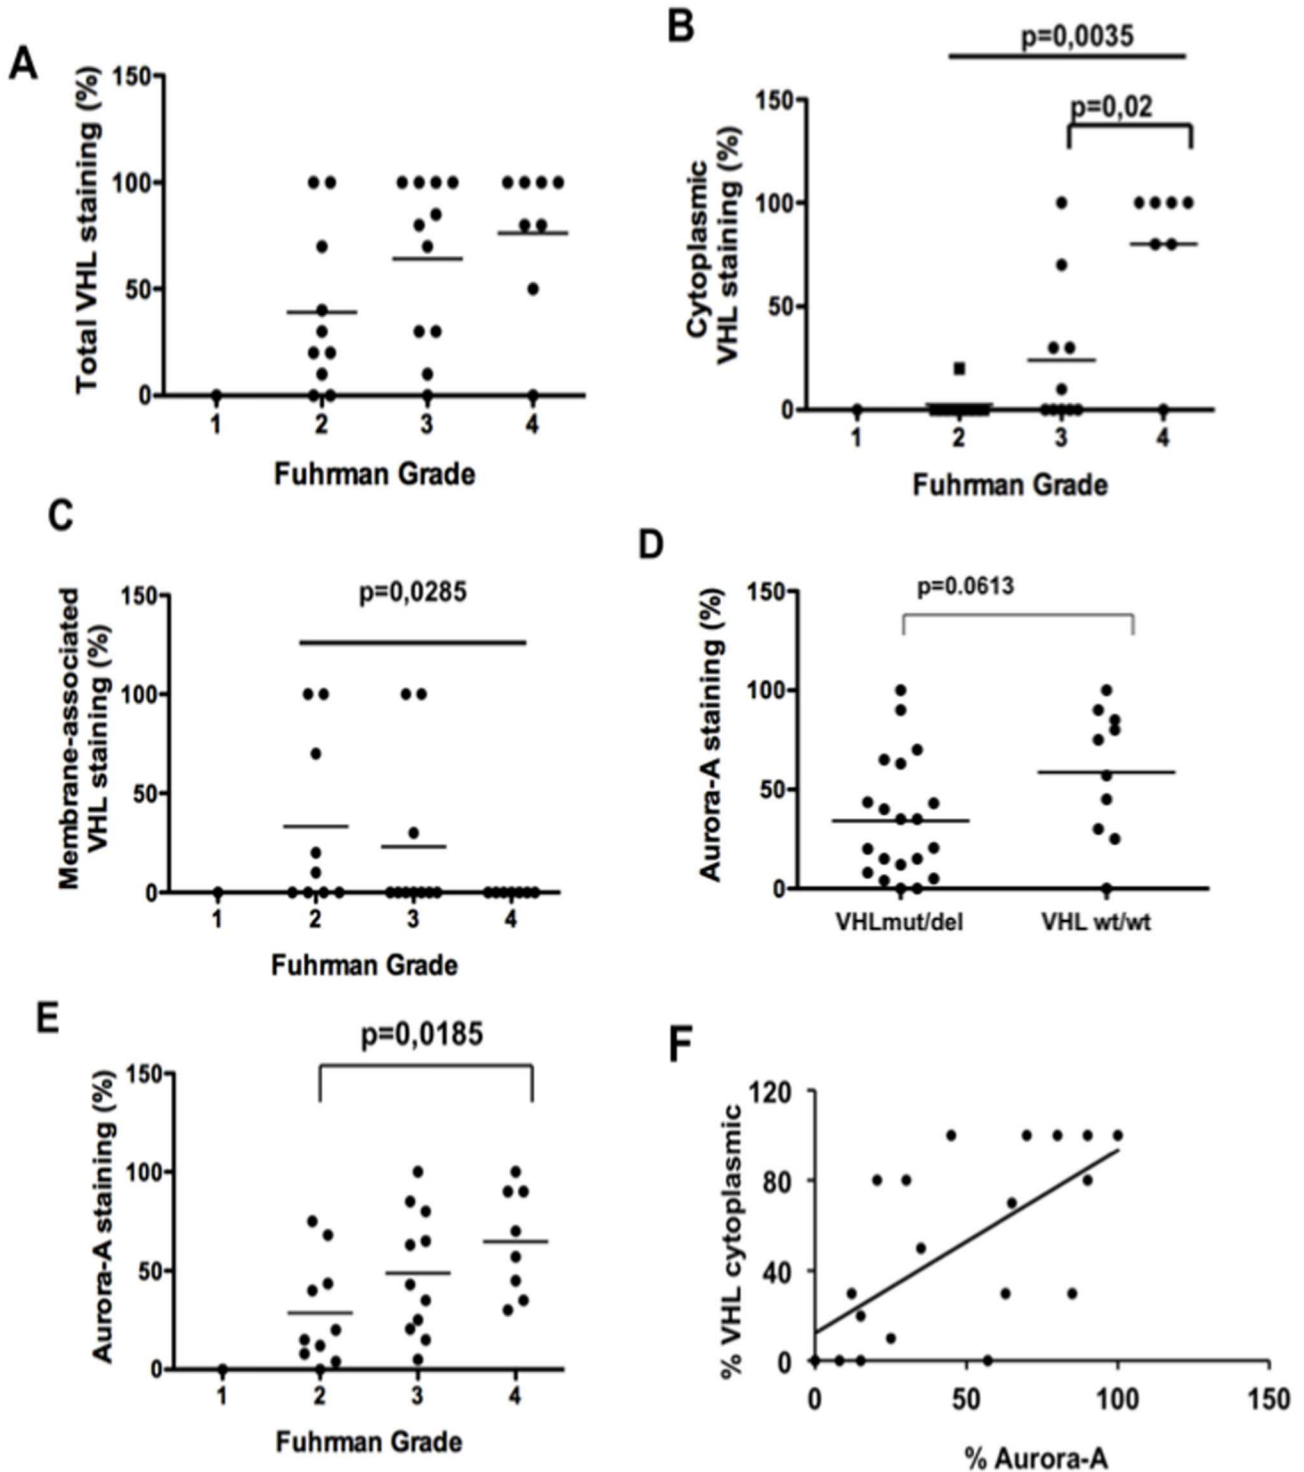 A
Total VHL staining (%)
150
100
50
0
1 2 3 4
Fuhrman Grade
B
p=0,0035
p=0,02
Cytoplasmic
VHL staining (%)
150
100
50
0
1 2 3 4
Fuhrman Grade
C
p=0,0285
Membrane-associated
VHL staining (%)
150
100
50
0
1 2 3 4
Fuhrman Grade
D
p=0.0613
Aurora-A staining (%)
150
100
50
0
VHLmut/del VHL wt/wt
E
p=0,0185
Aurora-A staining (%)
150
100
50
0
1 2 3 4
Fuhrman Grade
F
% VHL cytoplasmic
120
80
40
0
0 50 100 150
% Aurora-A